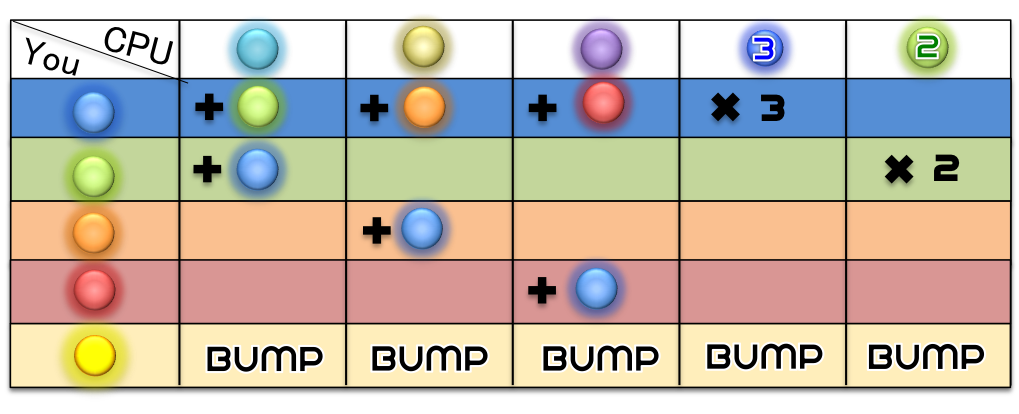 CPU
You
3
2
+ + + × 3
+ × 2
+
+
BUMP BUMP BUMP BUMP BUMP